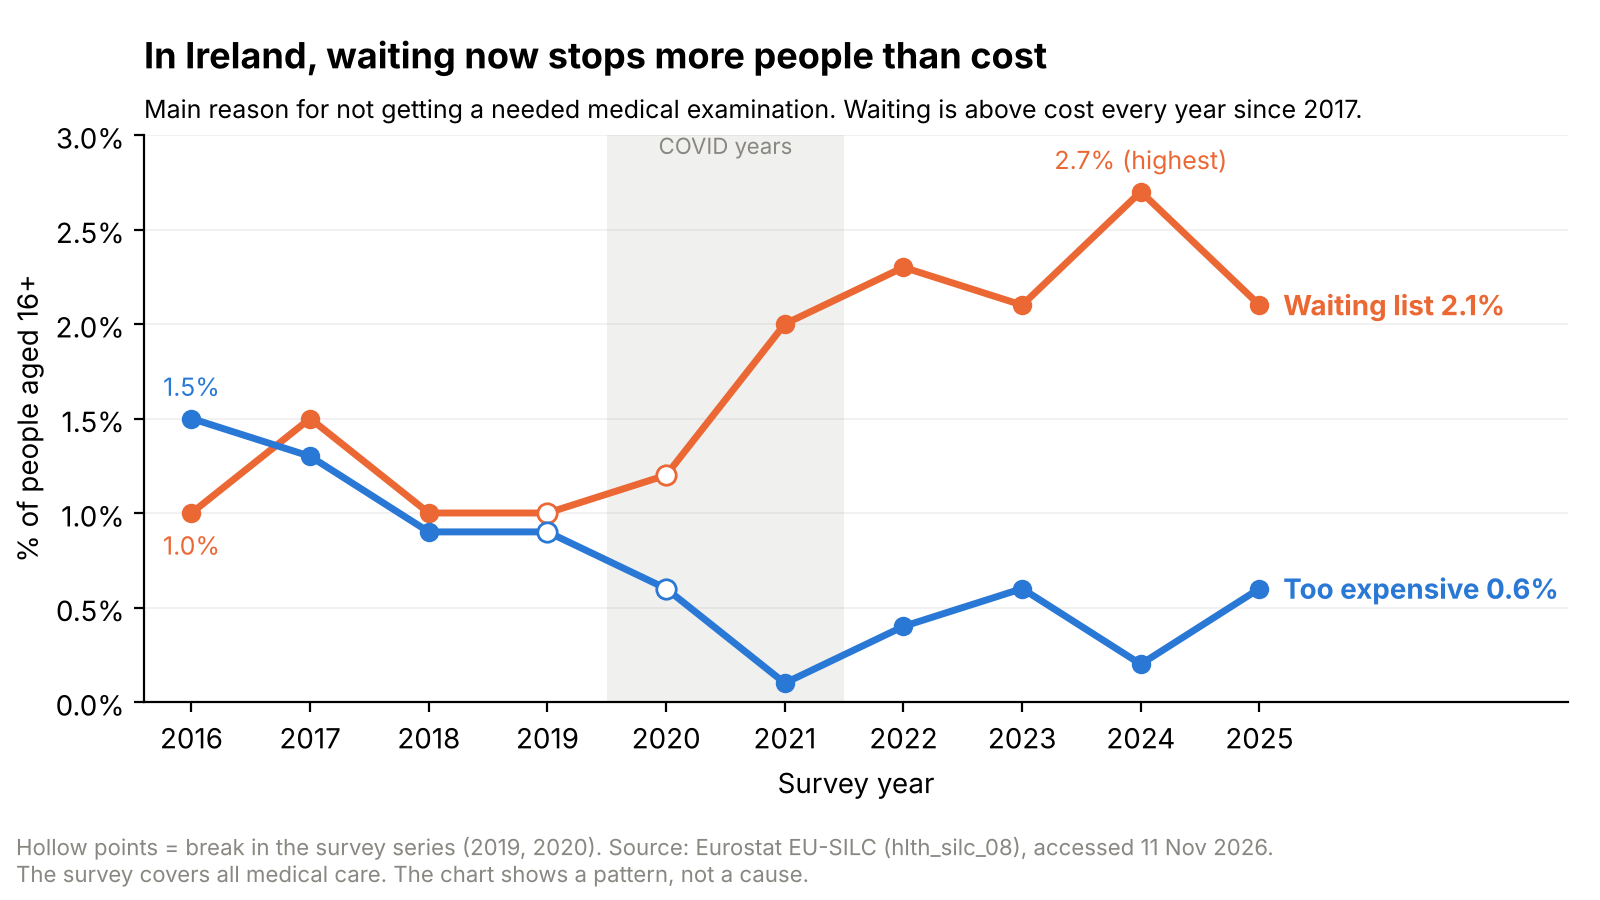 In Ireland, waiting now stops more people than cost
Main reason for not getting a needed medical examination. Waiting is above cost every year since 2017.
3.0%
COVID years
2.7% (highest)
2.5%
Waiting list 2.1%
2.0%
1.5%
1.5%
1.0%
1.0%
Too expensive 0.6%
0.5%
0.0%
% of people aged 16+
2016 2017 2018 2019 2020 2021 2022 2023 2024 2025
Survey year
Hollow points = break in the survey series (2019, 2020). Source: Eurostat EU-SILC (hlth_silc_08), accessed 11 Nov 2026.
The survey covers all medical care. The chart shows a pattern, not a cause.